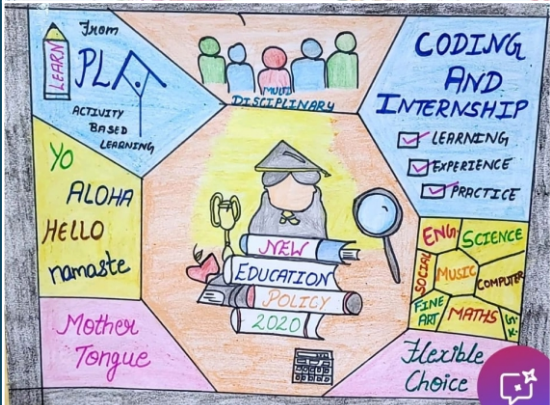 LEARN
From
PLAY
ACTIVITY
BASED
LEARNING
MULTI
DISCIPLINARY
CODING
AND
INTERNSHIP
LEARNING
EXPERIENCE
PRACTICE
YO
ALOHA
HELLO
namaste
NEW
EDUCATION
POLICY
2020
ENG
SCIENCE
SOCIAL
MUSIC
COMPUTER
FINE
ART
MATHS
G.K
Mother
Tongue
Flexible
Choice